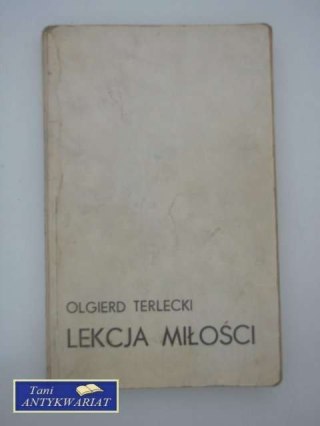 OLGIERD TERLECKI
LEKCJA MIŁOŚCI
Tani
ANTYKWARIAT